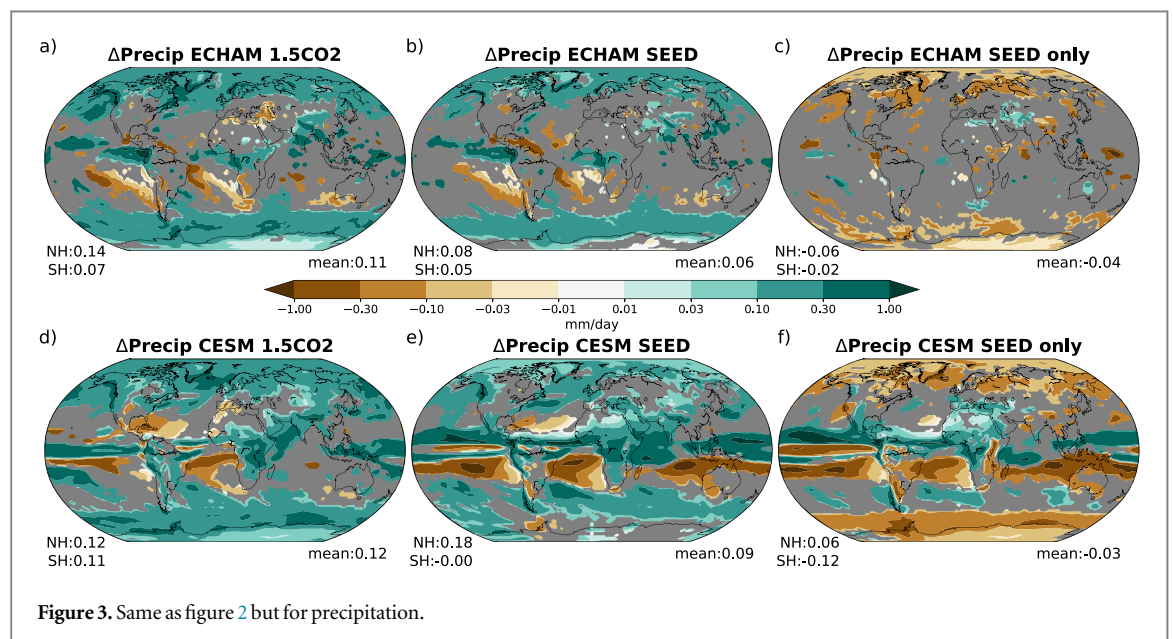 a) ΔPrecip ECHAM 1.5CO2
b) ΔPrecip ECHAM SEED
c) ΔPrecip ECHAM SEED only
NH:0.14
SH:0.07
mean:0.11
NH:0.08
SH:0.05
mean:0.06
NH:-0.06
SH:-0.02
mean:-0.04
−1.00 −0.30 −0.10 −0.03 −0.01 0.01 0.03 0.10 0.30 1.00
mm/day
d) ΔPrecip CESM 1.5CO2
e) ΔPrecip CESM SEED
f) ΔPrecip CESM SEED only
NH:0.12
SH:0.11
mean:0.12
NH:0.18
SH:-0.00
mean:0.09
NH:0.06
SH:-0.12
mean:-0.03
Figure 3. Same as figure 2 but for precipitation.